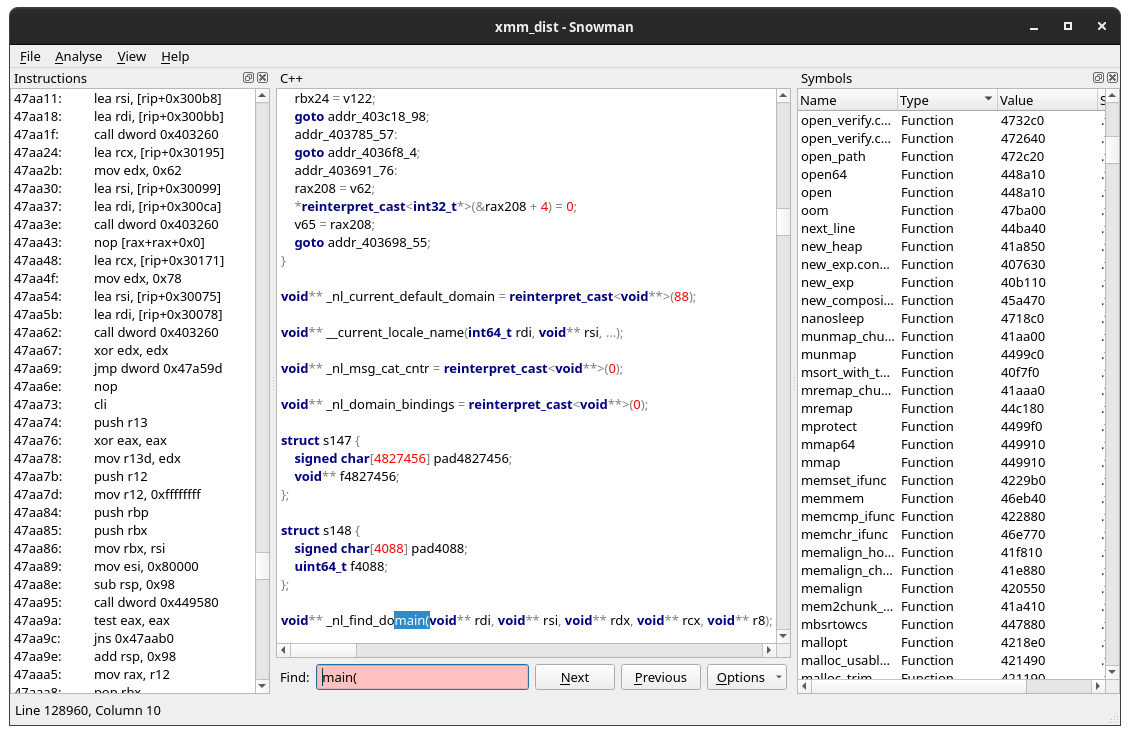 xmm_dist - Snowman
File Analyse View Help
Instructions
47aa11: lea rsi, [rip+0x300b8]
47aa18: lea rdi, [rip+0x300bb]
47aa1f: call dword 0x403260
47aa24: lea rcx, [rip+0x30195]
47aa2b: mov edx, 0x62
47aa30: lea rsi, [rip+0x30099]
47aa37: lea rdi, [rip+0x300ca]
47aa3e: call dword 0x403260
47aa43: nop [rax+rax+0x0]
47aa48: lea rcx, [rip+0x30171]
47aa4f: mov edx, 0x78
47aa54: lea rsi, [rip+0x30075]
47aa5b: lea rdi, [rip+0x30078]
47aa62: call dword 0x403260
47aa67: xor edx, edx
47aa69: jmp dword 0x47a59d
47aa6e: nop
47aa73: cli
47aa74: push r13
47aa76: xor eax, eax
47aa78: mov r13d, edx
47aa7b: push r12
47aa7d: mov r12, 0xffffffff
47aa84: push rbp
47aa85: push rbx
47aa86: mov rbx, rsi
47aa89: mov esi, 0x80000
47aa8e: sub rsp, 0x98
47aa95: call dword 0x449580
47aa9a: test eax, eax
47aa9c: jns 0x47aab0
47aa9e: add rsp, 0x98
47aaa5: mov rax, r12
47aaa8: pop rbx
C++
rbx24 = v122;
goto addr_403c18_98;
addr_403785_57:
goto addr_4036f8_4;
addr_403691_76:
rax208 = v62;
*reinterpret_cast<int32_t*>(&rax208 + 4) = 0;
v65 = rax208;
goto addr_403698_55;
}
void** _nl_current_default_domain = reinterpret_cast<void**>(88);
void** __current_locale_name(int64_t rdi, void** rsi, ...);
void** _nl_msg_cat_cntr = reinterpret_cast<void**>(0);
void** _nl_domain_bindings = reinterpret_cast<void**>(0);
struct s147 {
signed char[4827456] pad4827456;
void** f4827456;
};
struct s148 {
signed char[4088] pad4088;
uint64_t f4088;
};
void** _nl_find_domain(void** rdi, void** rsi, void** rdx, void** rcx, void** r8);
Find: main( Next Previous Options
Symbols
Name Type Value S
open_verify.c... Function 4732c0 .
open_verify.c... Function 472640 .
open_path Function 472c20 .
open64 Function 448a10 .
open Function 448a10 .
oom Function 47ba00 .
next_line Function 44ba40 .
new_heap Function 41a850 .
new_exp.con... Function 407630 .
new_exp Function 40b110 .
new_composi... Function 45a470 .
nanosleep Function 4718c0 .
munmap_chu... Function 41aa00 .
munmap Function 4499c0 .
msort_with_t... Function 40f7f0 .
mremap_chu... Function 41aaa0 .
mremap Function 44c180 .
mprotect Function 4499f0 .
mmap64 Function 449910 .
mmap Function 449910 .
memset_ifunc Function 4229b0 .
memmem Function 46eb40 .
memcmp_ifunc Function 422880 .
memchr_ifunc Function 46e770 .
memalign_ho... Function 41f810 .
memalign_ch... Function 41e880 .
memalign Function 420550 .
mem2chunk_... Function 41a410 .
mbsrtowcs Function 447880 .
mallopt Function 4218e0 .
malloc_usabl... Function 421490 .
malloc_trim Function 421190 .
Line 128960, Column 10